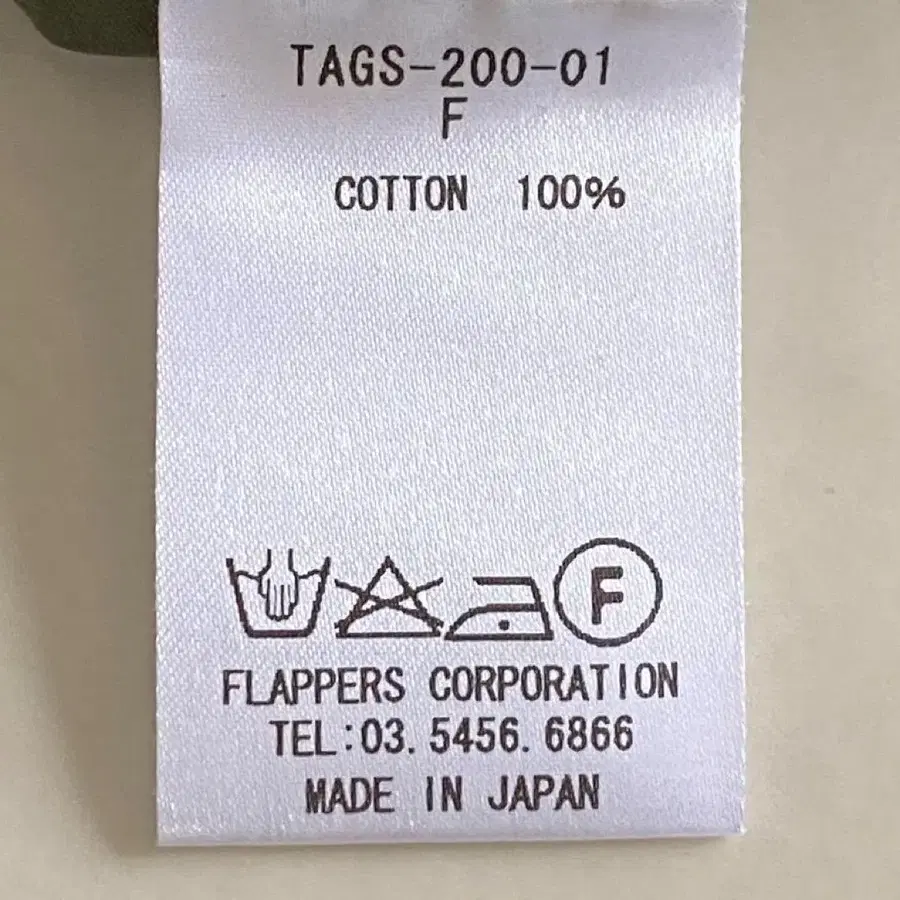 TAGS-200-01
F
COTTON 100%
F
FLAPPERS CORPORATION
TEL:03.5456.6866
MADE IN JAPAN